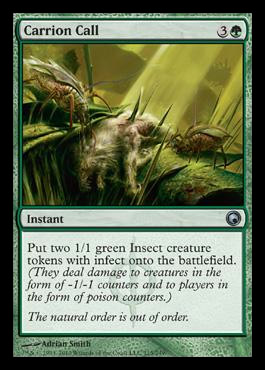 Carrion Call 3
Instant
Put two 1/1 green Insect creature
tokens with infect onto the battlefield.
(They deal damage to creatures in the
form of -1/-1 counters and to players in
the form of poison counters.)
The natural order is out of order.
Adrian Smith